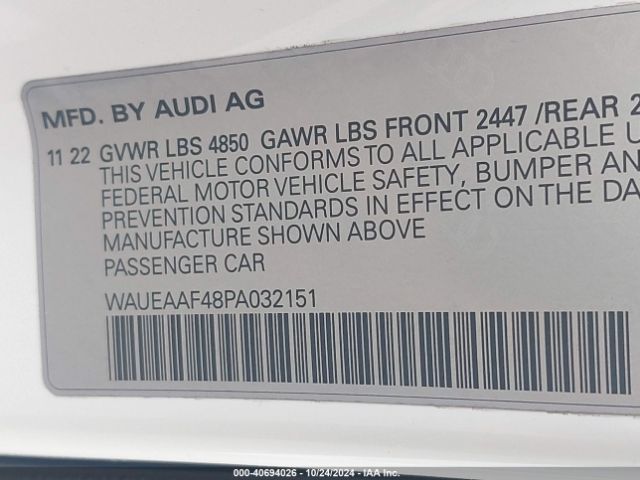 MFD. BY AUDI AG
11 22 GVWR LBS 4850 GAWR LBS FRONT 2447 /REAR 2
THIS VEHICLE CONFORMS TO ALL APPLICABLE U
FEDERAL MOTOR VEHICLE SAFETY, BUMPER AN
PREVENTION STANDARDS IN EFFECT ON THE DA
MANUFACTURE SHOWN ABOVE
PASSENGER CAR
WAUEAAF48PA032151
000-40694026 - 10/24/2024 - IAA Inc.